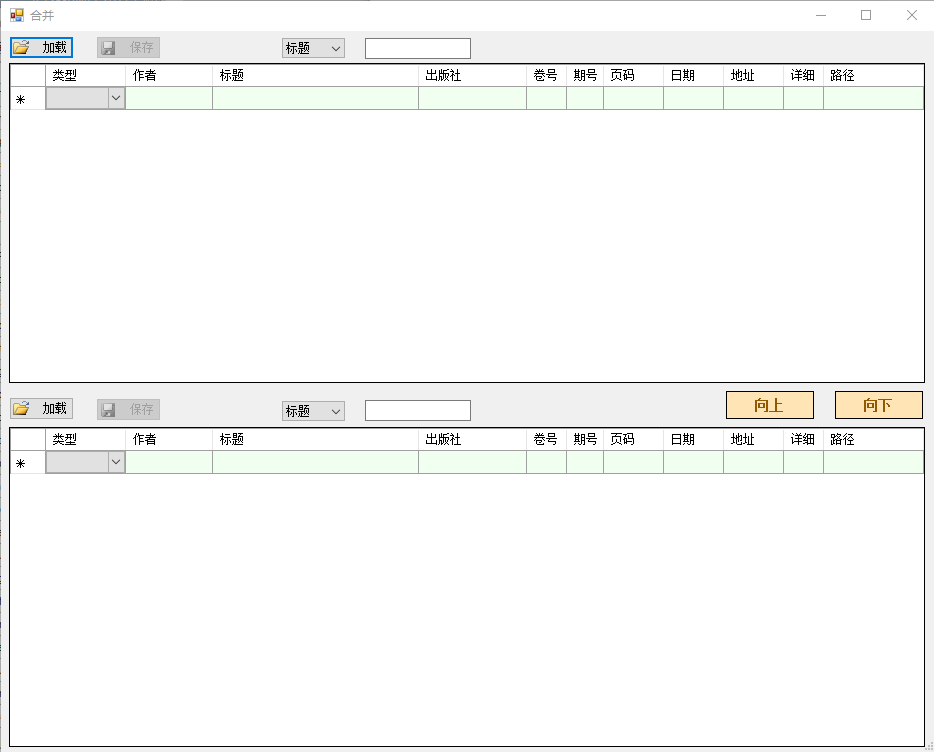 合并
加载 保存 标题
类型 作者 标题 出版社 卷号 期号 页码 日期 地址 详细 路径
加载 保存 标题 向上 向下
类型 作者 标题 出版社 卷号 期号 页码 日期 地址 详细 路径